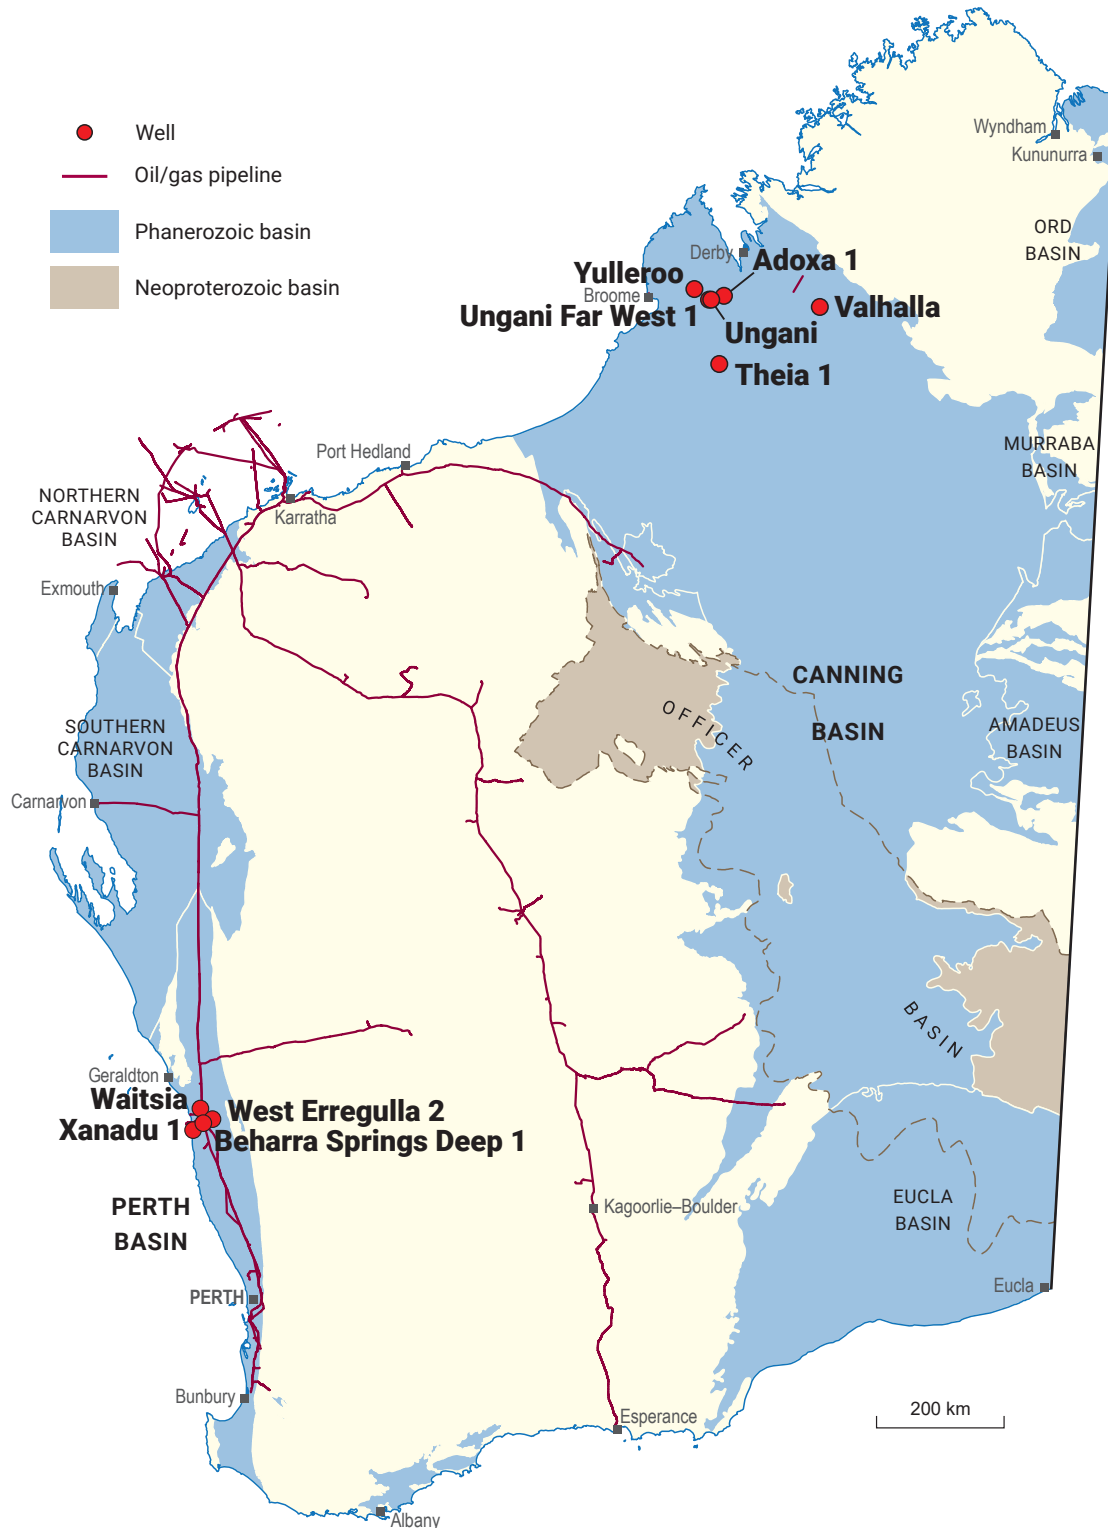 Well
Oil/gas pipeline
Phanerozoic basin
Neoproterozoic basin
Wyndham
Kununurra
ORD
BASIN
Derby
Adoxa 1
Yulleroo
Broome
Ungani Far West 1
Valhalla
Ungani
Theia 1
MURRABA
BASIN
Port Hedland
Karratha
NORTHERN
CARNARVON
BASIN
Exmouth
CANNING
BASIN
OFFICER
AMADEUS
BASIN
SOUTHERN
CARNARVON
BASIN
Carnarvon
BASIN
Geraldton
Waitsia
West Erregulla 2
Xanadu 1
Beharra Springs Deep 1
PERTH
BASIN
Kagoorlie–Boulder
EUCLA
BASIN
Eucla
PERTH
Bunbury
Esperance
200 km
Albany